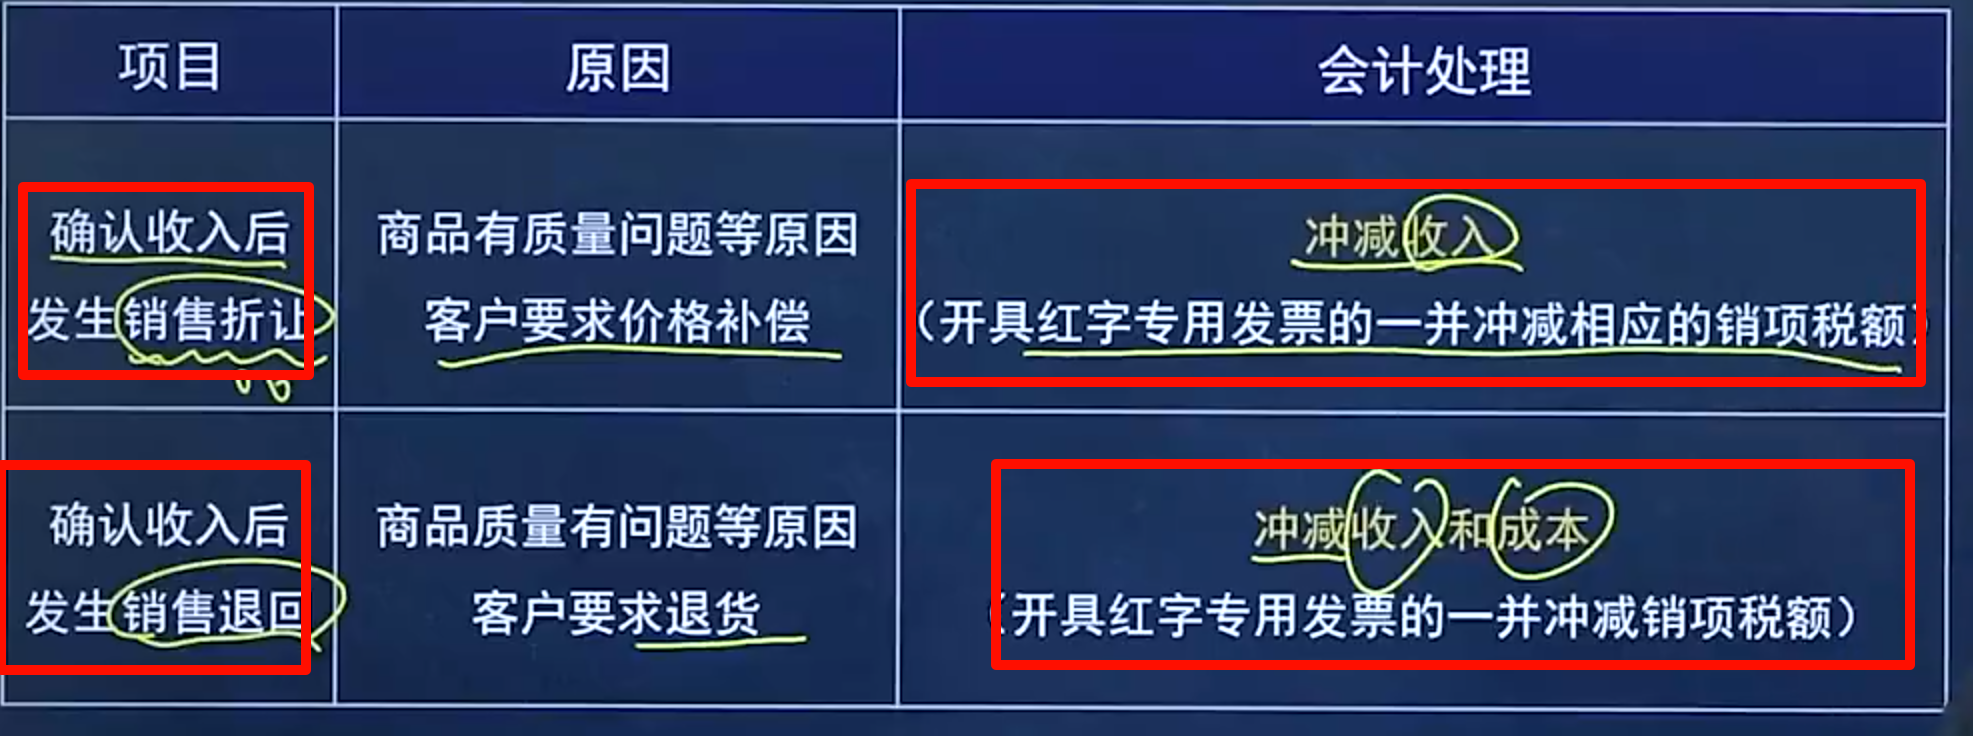 项目
原因
会计处理
确认收入后
发生销售折让
商品有质量问题等原因
客户要求价格补偿
冲减收入
（开具红字专用发票的一并冲减相应的销项税额）
确认收入后
发生销售退回
商品质量有问题等原因
客户要求退货
冲减收入和成本
（开具红字专用发票的一并冲减销项税额）